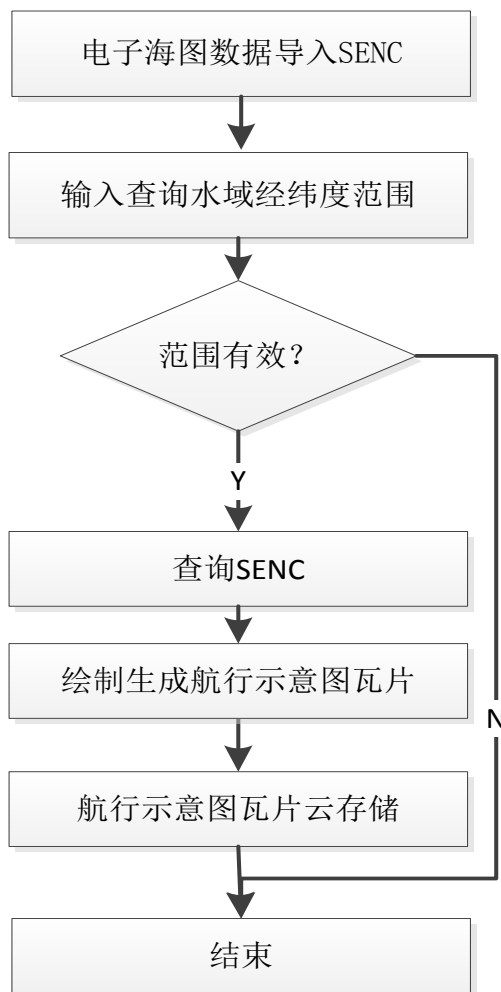 电子海图数据导入SENC
输入查询水域经纬度范围
范围有效？
Y
查询SENC
绘制生成航行示意图瓦片
N
航行示意图瓦片云存储
结束